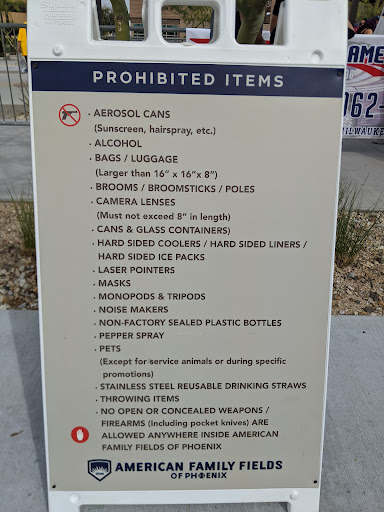 AME
062-
MILWAUKE
PROHIBITED ITEMS
· AEROSOL CANS
(Sunscreen, hairspray, etc.)
· ALCOHOL
· BAGS / LUGGAGE
(Larger than 16" x 16"x 8")
· BROOMS / BROOMSTICKS / POLES
· CAMERA LENSES
(Must not exceed 8" in length)
· CANS & GLASS CONTAINERS)
· HARD SIDED COOLERS / HARD SIDED LINERS /
HARD SIDED ICE PACKS
· LASER POINTERS
· MASKS
· MONOPODS & TRIPODS
· NOISE MAKERS
· NON-FACTORY SEALED PLASTIC BOTTLES
· PEPPER SPRAY
· PETS
(Except for service animals or during specific
promotions)
· STAINLESS STEEL REUSABLE DRINKING STRAWS
· THROWING ITEMS
· NO OPEN OR CONCEALED WEAPONS /
FIREARMS (Including pocket knives) ARE
ALLOWED ANYWHERE INSIDE AMERICAN
FAMILY FIELDS OF PHOENIX
AMERICAN FAMILY FIELDS
OF PHOENIX